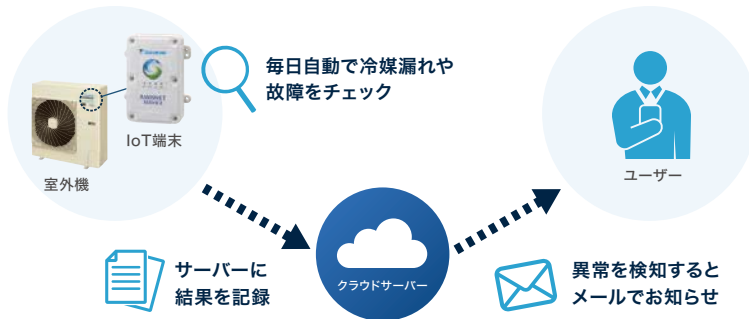 毎日自動で冷媒漏れや
故障をチェック
IoT端末
室外機
ユーザー
サーバーに
結果を記録
クラウドサーバー
異常を検知すると
メールでお知らせ